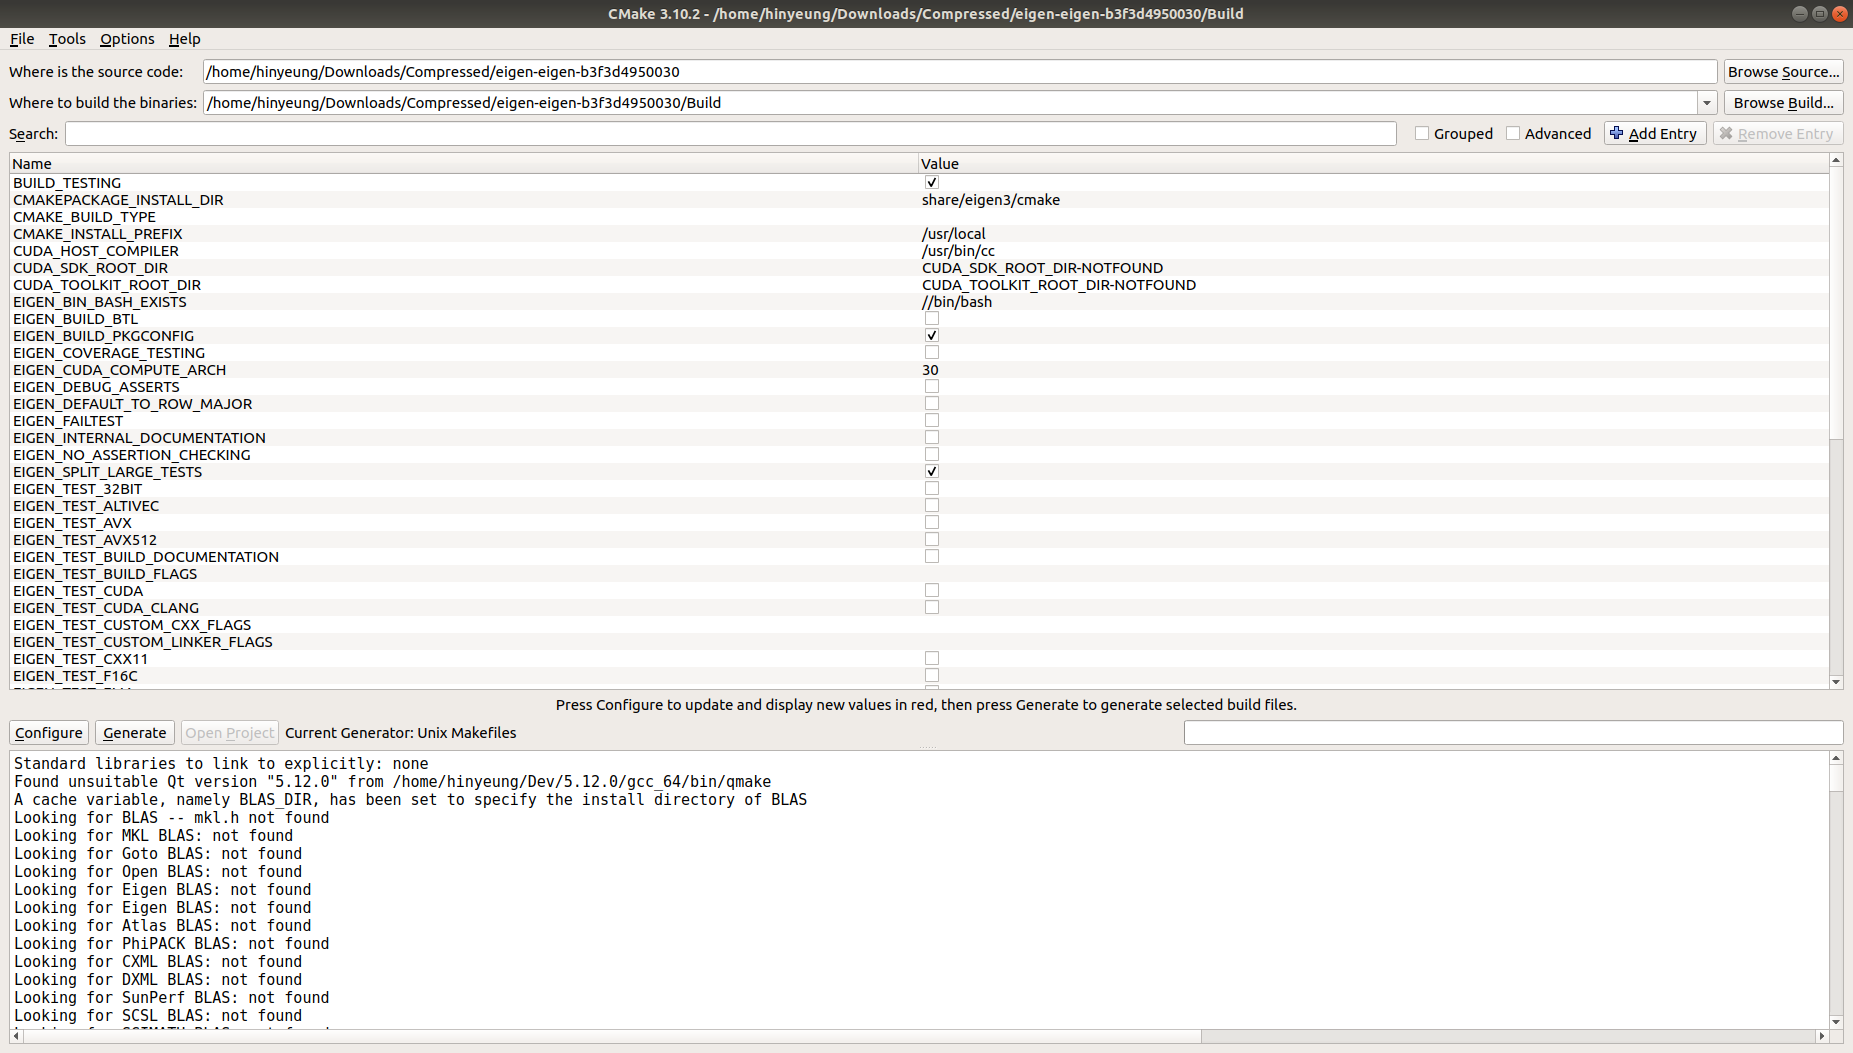 CMake 3.10.2 - /home/hinyeung/Downloads/Compressed/eigen-eigen-b3f3d4950030/Build
File Tools Options Help
Where is the source code: /home/hinyeung/Downloads/Compressed/eigen-eigen-b3f3d4950030 Browse Source...
Where to build the binaries: /home/hinyeung/Downloads/Compressed/eigen-eigen-b3f3d4950030/Build Browse Build...
Search: Grouped Advanced Add Entry Remove Entry
Name Value
BUILD_TESTING
CMAKEPACKAGE_INSTALL_DIR share/eigen3/cmake
CMAKE_BUILD_TYPE
CMAKE_INSTALL_PREFIX /usr/local
CUDA_HOST_COMPILER /usr/bin/cc
CUDA_SDK_ROOT_DIR CUDA_SDK_ROOT_DIR-NOTFOUND
CUDA_TOOLKIT_ROOT_DIR CUDA_TOOLKIT_ROOT_DIR-NOTFOUND
EIGEN_BIN_BASH_EXISTS //bin/bash
EIGEN_BUILD_BTL
EIGEN_BUILD_PKGCONFIG
EIGEN_COVERAGE_TESTING
EIGEN_CUDA_COMPUTE_ARCH 30
EIGEN_DEBUG_ASSERTS
EIGEN_DEFAULT_TO_ROW_MAJOR
EIGEN_FAILTEST
EIGEN_INTERNAL_DOCUMENTATION
EIGEN_NO_ASSERTION_CHECKING
EIGEN_SPLIT_LARGE_TESTS
EIGEN_TEST_32BIT
EIGEN_TEST_ALTIVEC
EIGEN_TEST_AVX
EIGEN_TEST_AVX512
EIGEN_TEST_BUILD_DOCUMENTATION
EIGEN_TEST_BUILD_FLAGS
EIGEN_TEST_CUDA
EIGEN_TEST_CUDA_CLANG
EIGEN_TEST_CUSTOM_CXX_FLAGS
EIGEN_TEST_CUSTOM_LINKER_FLAGS
EIGEN_TEST_CXX11
EIGEN_TEST_F16C
Press Configure to update and display new values in red, then press Generate to generate selected build files.
Configure Generate Open Project Current Generator: Unix Makefiles
Standard libraries to link to explicitly: none
Found unsuitable Qt version "5.12.0" from /home/hinyeung/Dev/5.12.0/gcc_64/bin/qmake
A cache variable, namely BLAS_DIR, has been set to specify the install directory of BLAS
Looking for BLAS -- mkl.h not found
Looking for MKL BLAS: not found
Looking for Goto BLAS: not found
Looking for Open BLAS: not found
Looking for Eigen BLAS: not found
Looking for Eigen BLAS: not found
Looking for Atlas BLAS: not found
Looking for PhiPACK BLAS: not found
Looking for CXML BLAS: not found
Looking for DXML BLAS: not found
Looking for SunPerf BLAS: not found
Looking for SCSL BLAS: not found